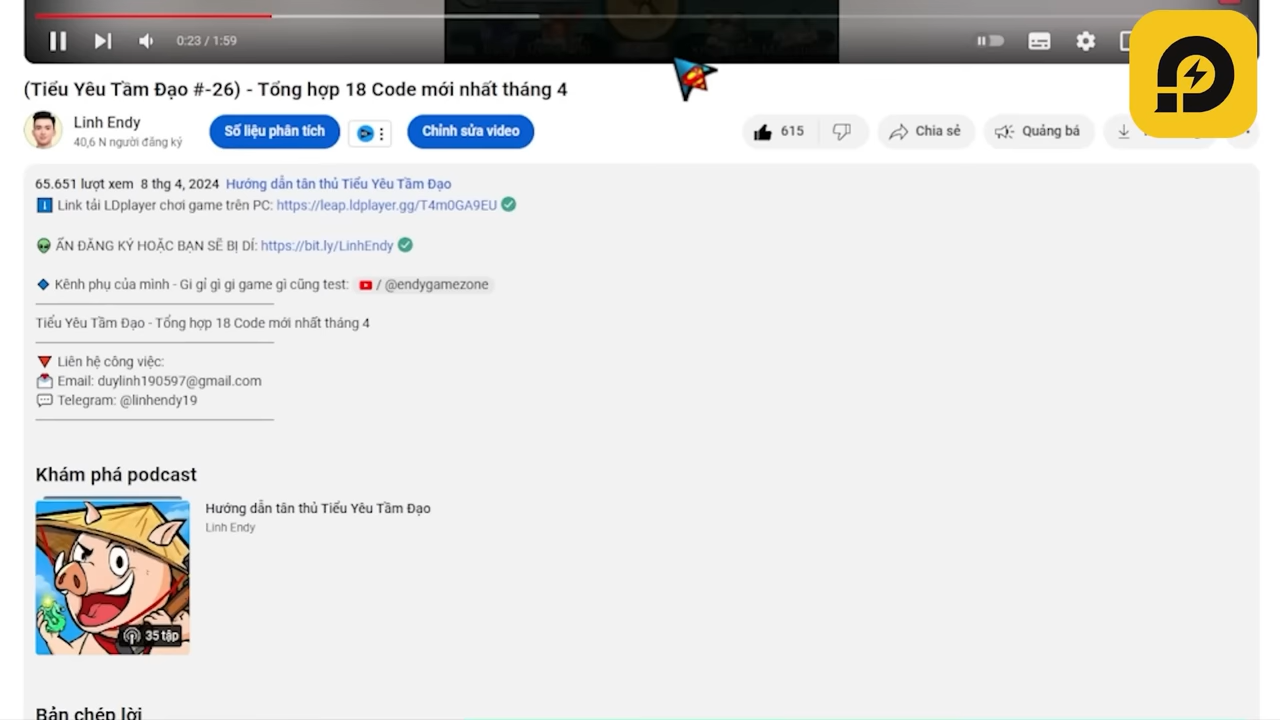 0:23 / 1:59
(Tiểu Yêu Tầm Đạo #-26) - Tổng hợp 18 Code mới nhất tháng 4
Linh Endy
40,6 N người đăng ký
Số liệu phân tích
Chỉnh sửa video
615
Chia sẻ
Quảng bá
65.651 lượt xem 8 thg 4, 2024 Hướng dẫn tân thủ Tiểu Yêu Tầm Đạo
Link tải LDplayer chơi game trên PC: https://leap.ldplayer.gg/T4m0GA9EU
ẤN ĐĂNG KÝ HOẶC BẠN SẼ BỊ DÍ: https://bit.ly/LinhEndy
Kênh phụ của mình - Gi gỉ gì gi game gì cũng test: / @endygamezone
Tiểu Yêu Tầm Đạo - Tổng hợp 18 Code mới nhất tháng 4
Liên hệ công việc:
Email: duylinh190597@gmail.com
Telegram: @linhendy19
Khám phá podcast
Hướng dẫn tân thủ Tiểu Yêu Tầm Đạo
Linh Endy
35 tập
Bản chép lời